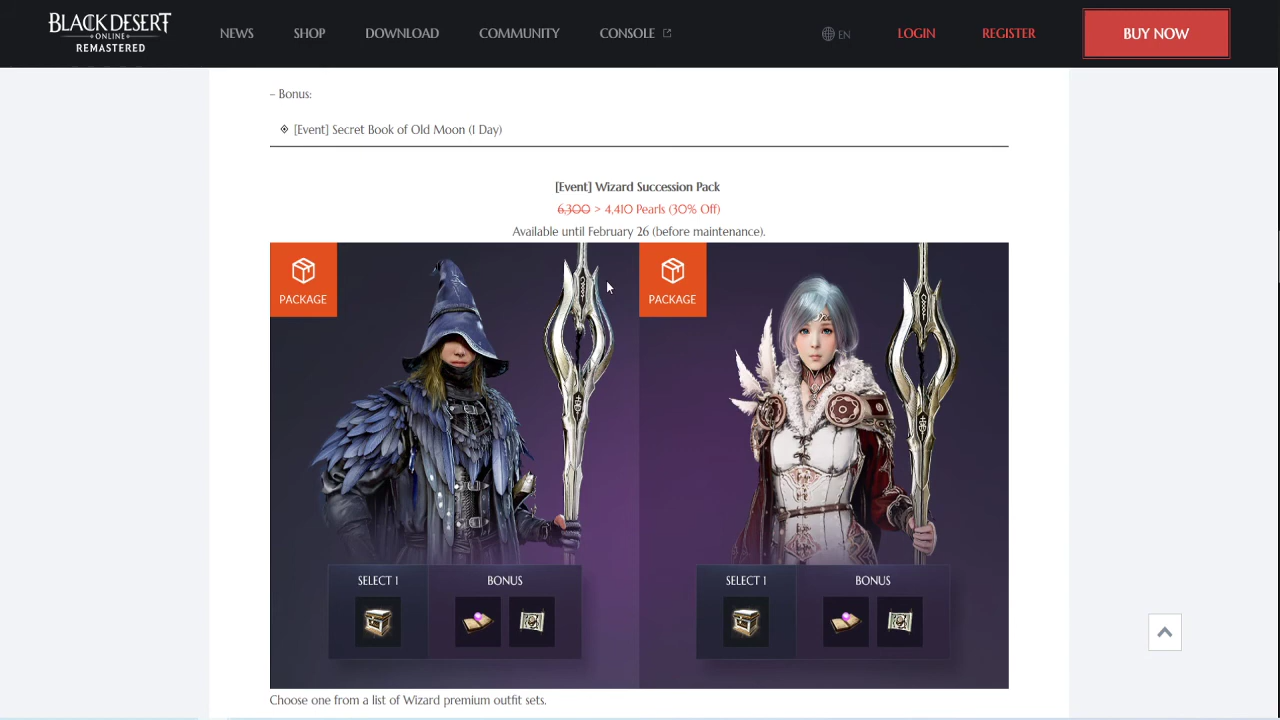 BLACK DESERT
ONLINE
REMASTERED
NEWS
SHOP
DOWNLOAD
COMMUNITY
CONSOLE
EN
LOGIN
REGISTER
BUY NOW
– Bonus:
[Event] Secret Book of Old Moon (1 Day)
[Event] Wizard Succession Pack
6,300 > 4,410 Pearls (30% Off)
Available until February 26 (before maintenance).
PACKAGE
PACKAGE
SELECT 1
BONUS
SELECT 1
BONUS
Choose one from a list of Wizard premium outfit sets.